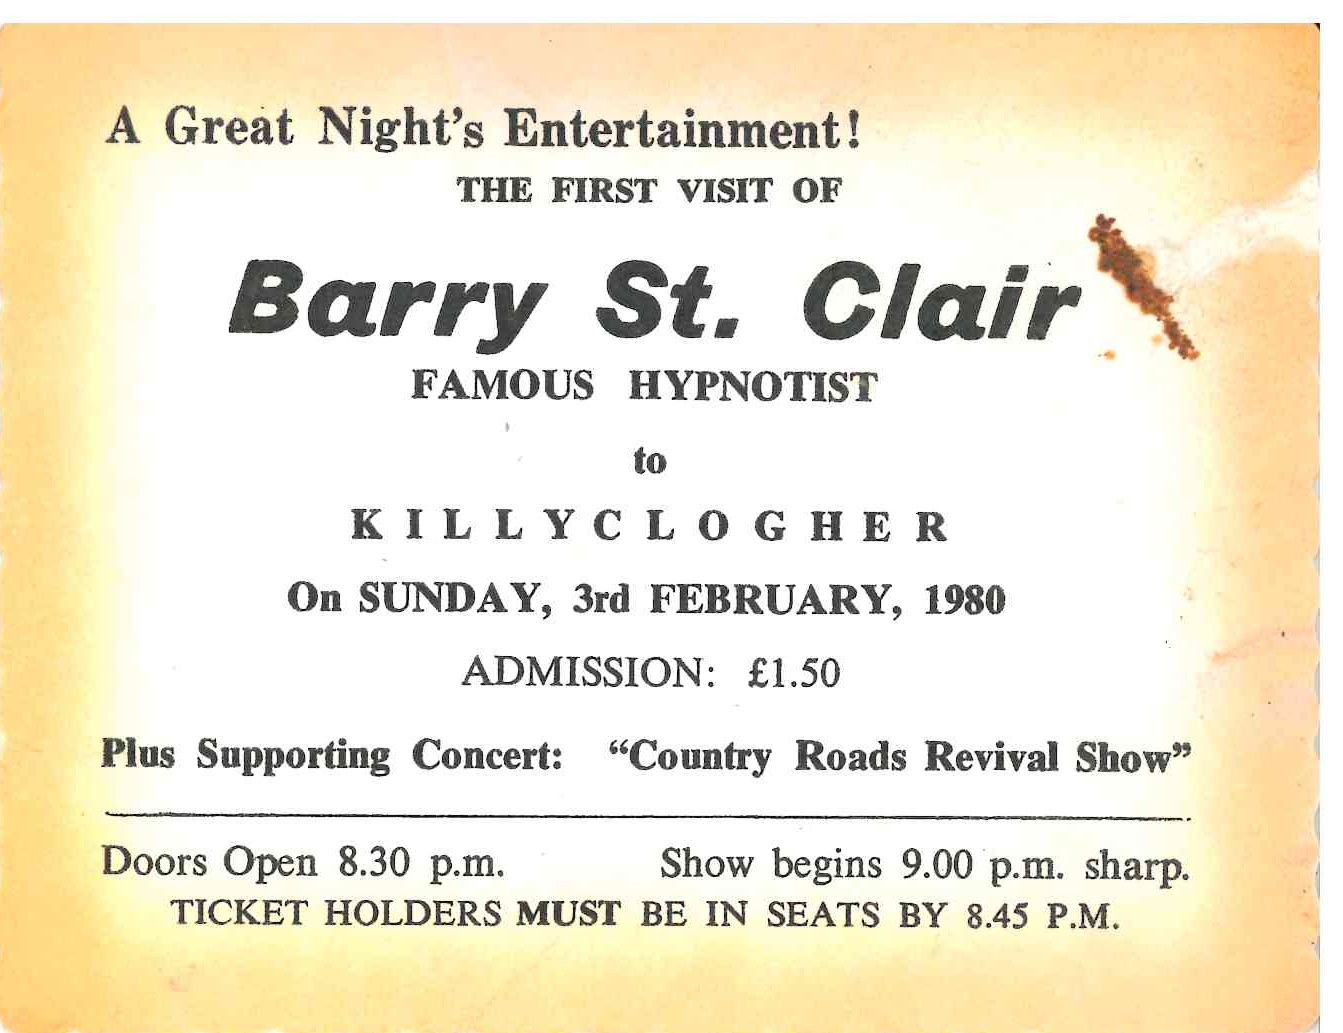 A Great Night's Entertainment!
THE FIRST VISIT OF
Barry St. Clair
FAMOUS HYPNOTIST
to
KILLYCLOGHER
On SUNDAY, 3rd FEBRUARY, 1980
ADMISSION: £1.50
Plus Supporting Concert: “Country Roads Revival Show”
Doors Open 8.30 p.m. Show begins 9.00 p.m. sharp.
TICKET HOLDERS MUST BE IN SEATS BY 8.45 P.M.